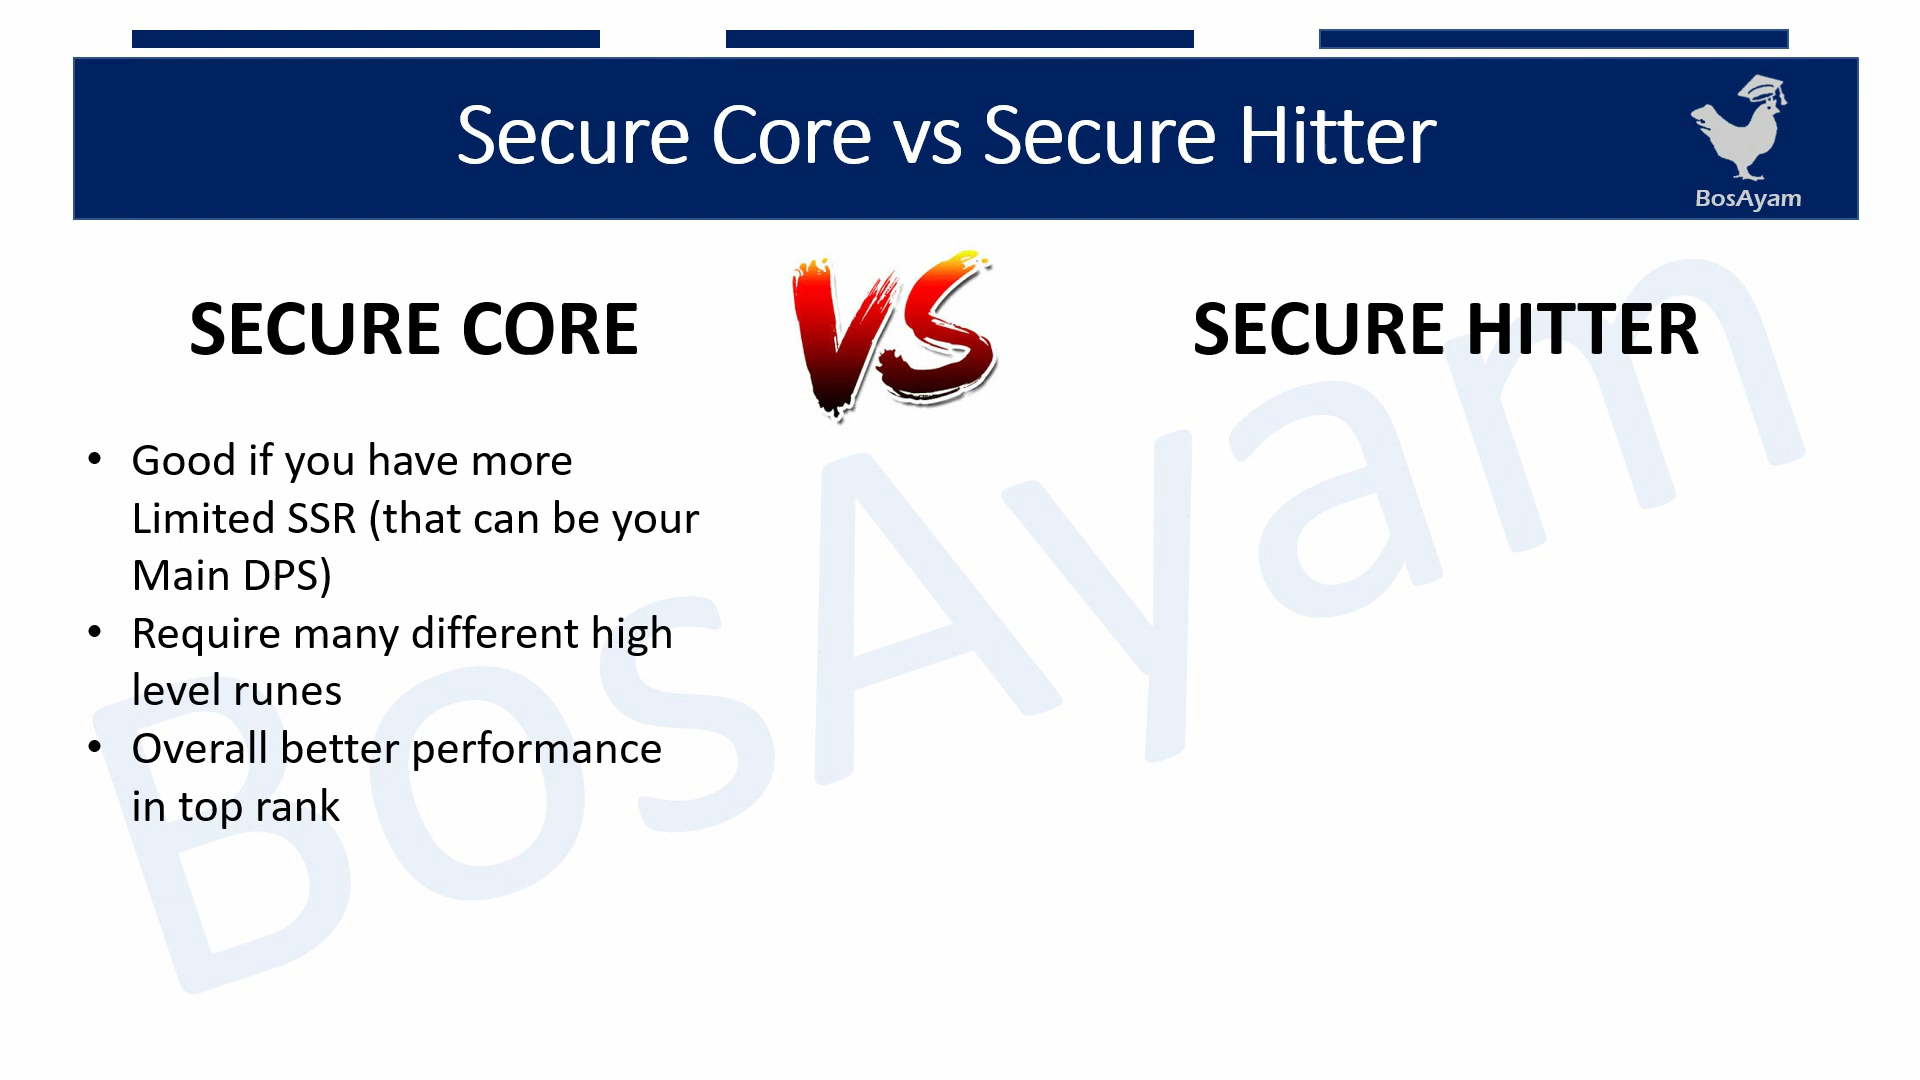 Secure Core vs Secure Hitter
BosAyam
SECURE CORE
VS
SECURE HITTER
• Good if you have more
Limited SSR (that can be your
Main DPS)
• Require many different high
level runes
• Overall better performance
in top rank
BosAyam